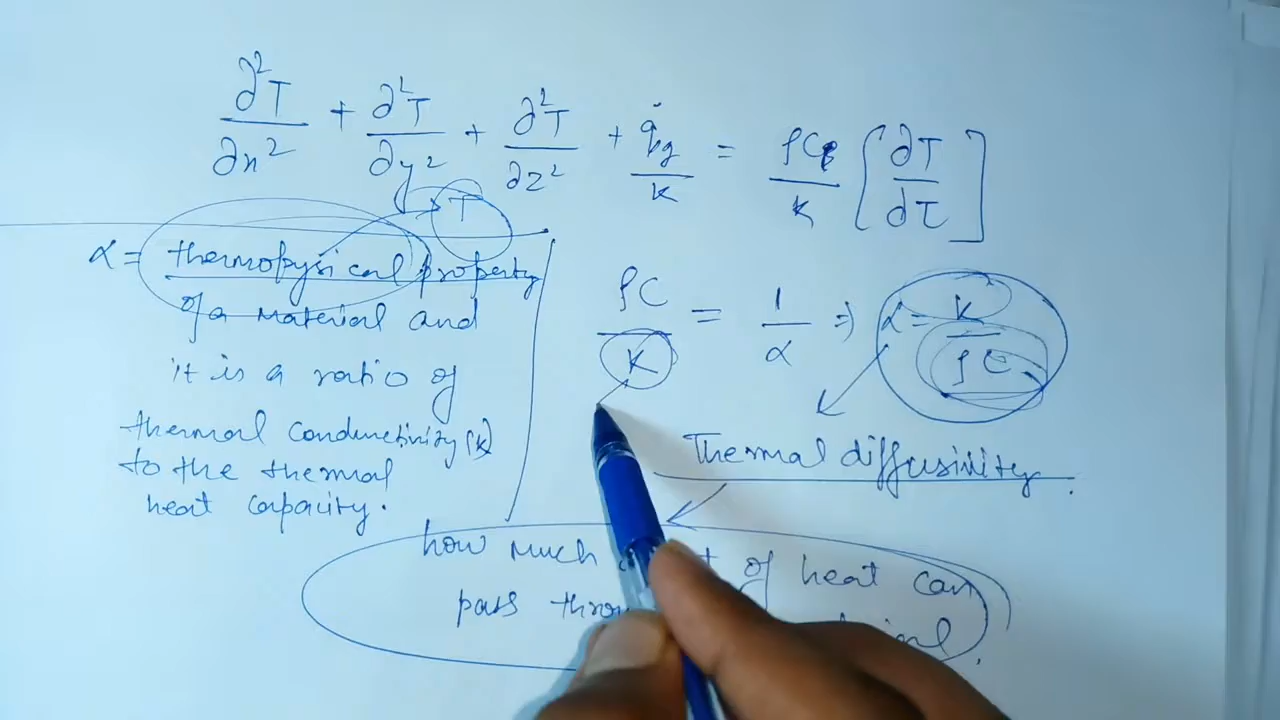 ∂²T/∂x² + ∂²T/∂y² + ∂²T/∂z² + q̇g/k = ρC/k [∂T/∂τ]
T
α = thermopysical property
of a material and
it is a ratio of
thermal conductivity (k)
to the thermal
heat capacity.
ρC/k = 1/α ⇒ α = k/ρC
Thermal diffusivity.
how much of heat can
pass